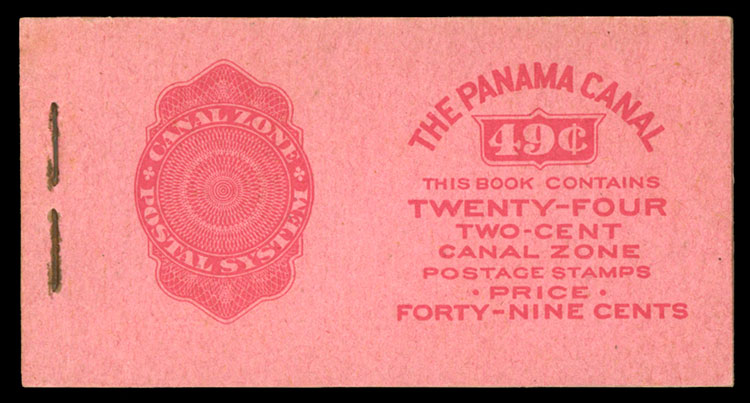 CANAL ZONE
POSTAL SYSTEM
THE PANAMA CANAL
49¢
THIS BOOK CONTAINS
TWENTY-FOUR
TWO-CENT
CANAL ZONE
POSTAGE STAMPS
• PRICE •
FORTY-NINE CENTS